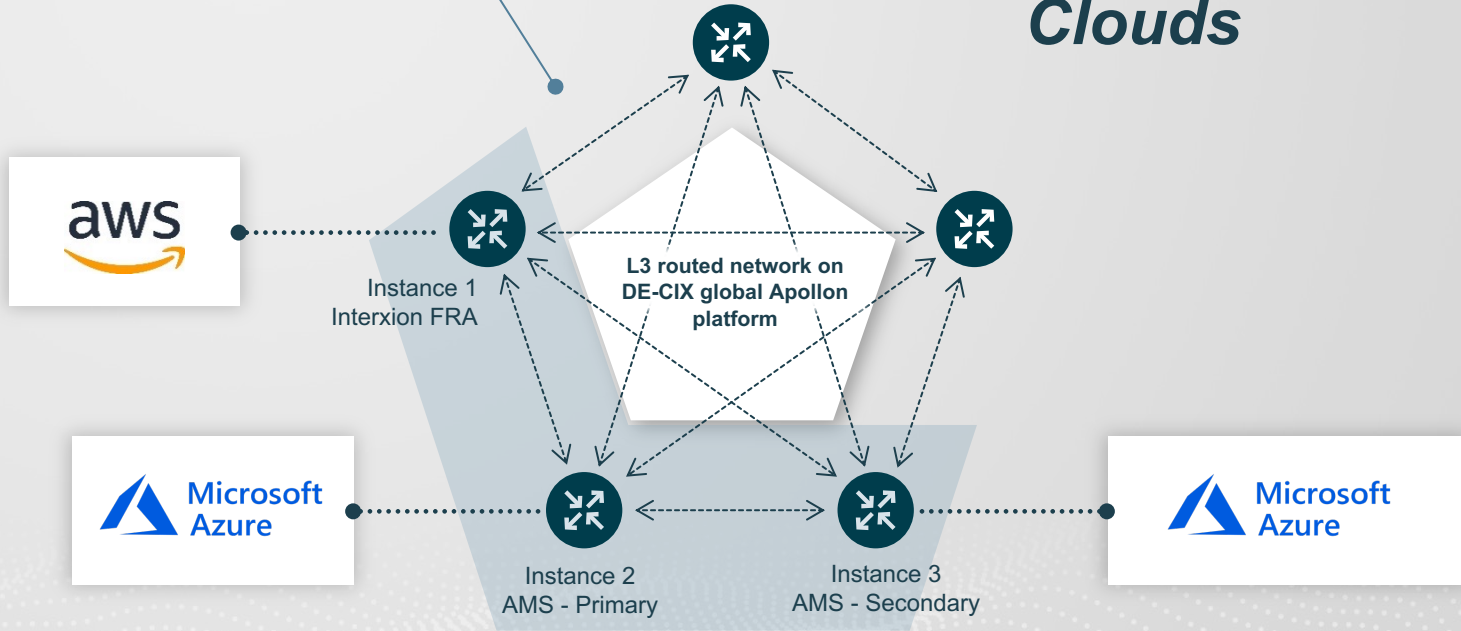 Clouds
aws
Instance 1
Interxion FRA
L3 routed network on
DE-CIX global Apollon
platform
Microsoft
Azure
Microsoft
Azure
Instance 2
AMS - Primary
Instance 3
AMS - Secondary